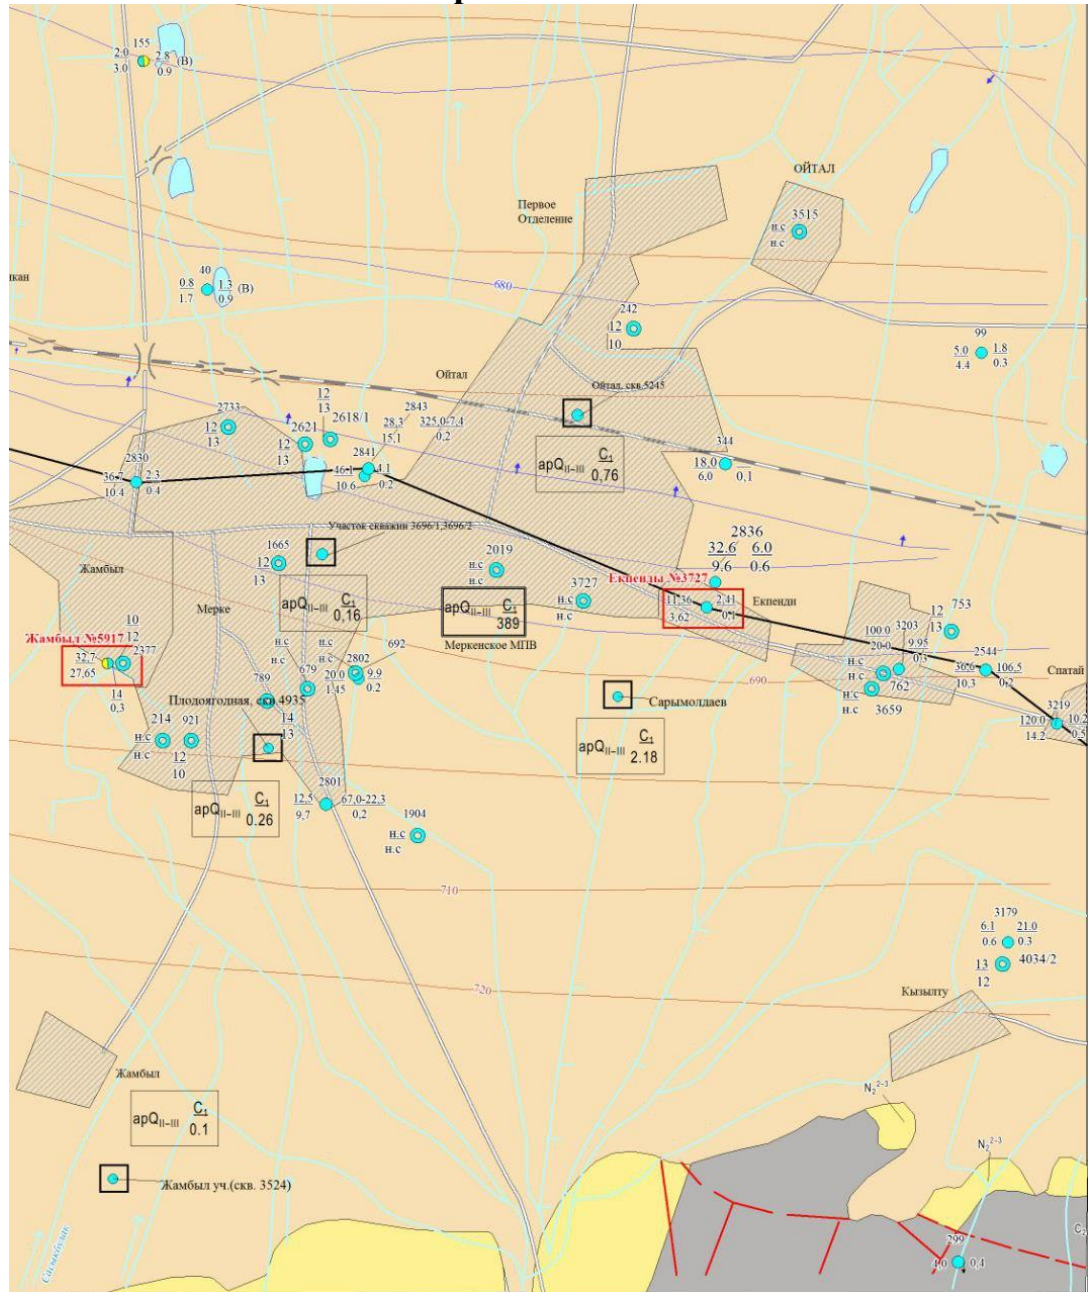 155
2.0 2.8 (В)
3.0 0.9
ОЙТАЛ
Первое
Отделение
3515
н.с
н.с
икан
40
0.8 1.3 (В)
1.7 0.9
680
242
12
10
99
5.0 1.8
4.4 0.3
Ойтал
Ойтал, скв.5245
12
13
2843
28,3 325,0-7,4
15,1 0,2
2733
12
13
2621
12
13
2618/1
2841
46.1 4.1
10.6 0.2
344
18.0
6,0 0,1
apQII–III C1
0,76
2830
36.7 2.3
10.4 0.4
Участок скважин 3696/1,3696/2
2836
32.6 6.0
9.6 0.6
1665
12
13
2019
н.с
н.с
Жамбыл
3727
н.с
н.с
Екпенды №3727
11,36 2,41
3,62 0,1
Екпенди
apQII–III C1
0,16
apQII–III C1
389
Меркенское МПВ
Мерке
12
13
753
3203
100.0 9.95
20.0 0.3
10
12
2377
Жамбыл №5917
32,7
27,65
14
0,3
н.с
н.с
н.с
н.с
692
2802
20.0 9.9
1.45 0.2
679
789
2544
36.6 106,5
10,3 0,2
Спатай
690
762
н.с
н.с
3659
Плодоягодная, скв.4935
Сарымолдаев
3219
120.0 10.2
14.2 0.5
214
н.с
н.с
921
12
10
14
13
apQII–III C1
2.18
apQII–III C1
0.26
2801
12,5 67,0-22,3
9,7 0,2
1904
н.с
н.с
710
3179
6.1 21.0
0.6 0.3
13
12
4034/2
720
Кызылту
Жамбыл
apQII–III C1
0.1
N2 2–3
N2 2–3
Жамбыл уч.(скв. 3524)
299
4,0 0,4